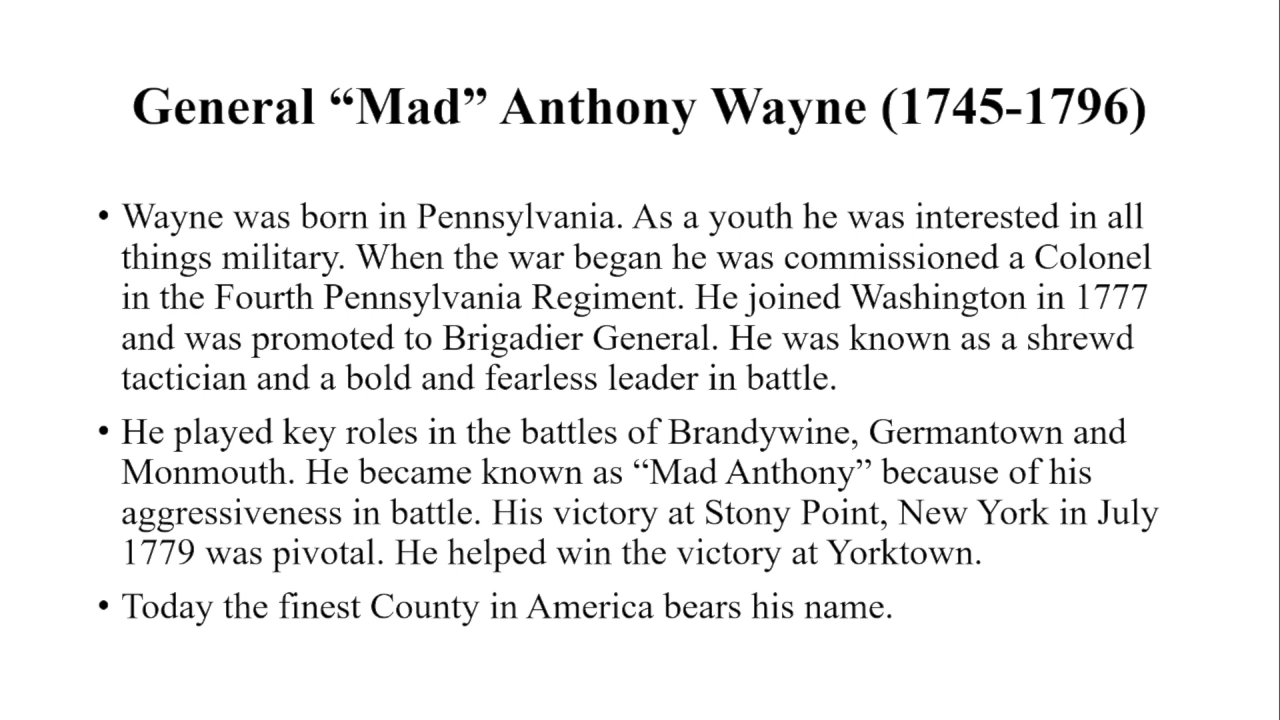 General “Mad” Anthony Wayne (1745-1796)
• Wayne was born in Pennsylvania. As a youth he was interested in all
things military. When the war began he was commissioned a Colonel
in the Fourth Pennsylvania Regiment. He joined Washington in 1777
and was promoted to Brigadier General. He was known as a shrewd
tactician and a bold and fearless leader in battle.
• He played key roles in the battles of Brandywine, Germantown and
Monmouth. He became known as “Mad Anthony” because of his
aggressiveness in battle. His victory at Stony Point, New York in July
1779 was pivotal. He helped win the victory at Yorktown.
• Today the finest County in America bears his name.